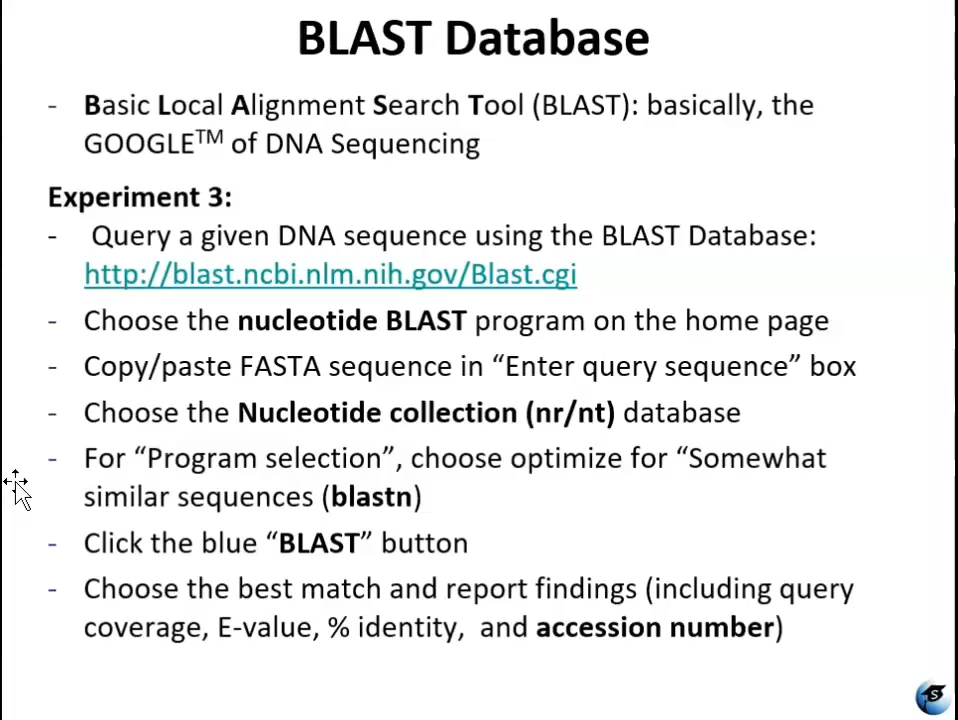 BLAST Database
- Basic Local Alignment Search Tool (BLAST): basically, the
GOOGLE™ of DNA Sequencing
Experiment 3:
- Query a given DNA sequence using the BLAST Database:
http://blast.ncbi.nlm.nih.gov/Blast.cgi
- Choose the nucleotide BLAST program on the home page
- Copy/paste FASTA sequence in “Enter query sequence” box
- Choose the Nucleotide collection (nr/nt) database
- For “Program selection”, choose optimize for “Somewhat
similar sequences (blastn)
- Click the blue “BLAST” button
- Choose the best match and report findings (including query
coverage, E-value, % identity, and accession number)
S